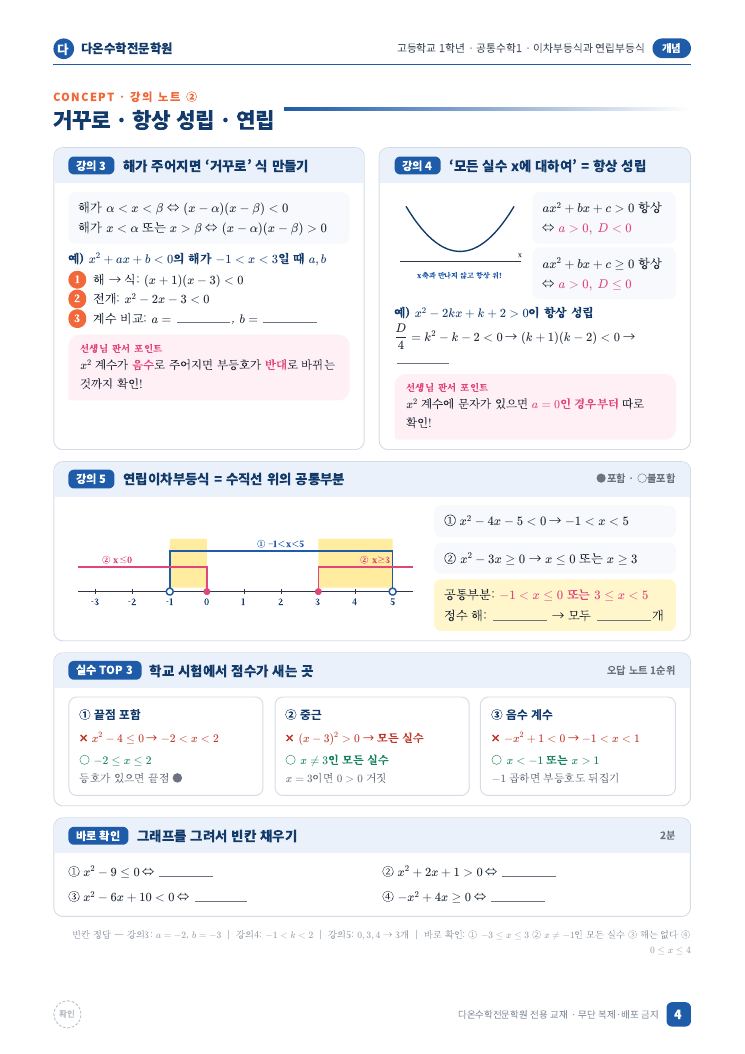 다 다온수학전문학원
고등학교 1학년 · 공통수학1 · 이차부등식과 연립부등식 개념
CONCEPT · 강의 노트 ②
거꾸로 · 항상 성립 · 연립
강의 3 해가 주어지면 ‘거꾸로’ 식 만들기
해가 α < x < β ⇔ (x − α)(x − β) < 0
해가 x < α 또는 x > β ⇔ (x − α)(x − β) > 0
예) x² + ax + b < 0의 해가 −1 < x < 3일 때 a, b
1 해 → 식: (x + 1)(x − 3) < 0
2 전개: x² − 2x − 3 < 0
3 계수 비교: a = ________, b = ________
선생님 판서 포인트
x² 계수가 음수로 주어지면 부등호가 반대로 바뀌는
것까지 확인!
강의 4 ‘모든 실수 x에 대하여’ = 항상 성립
x
x축과 만나지 않고 항상 위!
ax² + bx + c > 0 항상
⇔ a > 0, D < 0
ax² + bx + c ≥ 0 항상
⇔ a > 0, D ≤ 0
예) x² − 2kx + k + 2 > 0이 항상 성립
D/4 = k² − k − 2 < 0 → (k + 1)(k − 2) < 0 →
________
선생님 판서 포인트
x² 계수에 문자가 있으면 a = 0인 경우부터 따로
확인!
강의 5 연립이차부등식 = 수직선 위의 공통부분
●포함 · ○불포함
① −1<x<5
② x≤0
② x≥3
-3 -2 -1 0 1 2 3 4 5
① x² − 4x − 5 < 0 → −1 < x < 5
② x² − 3x ≥ 0 → x ≤ 0 또는 x ≥ 3
공통부분: −1 < x ≤ 0 또는 3 ≤ x < 5
정수 해: ________ → 모두 ________개
실수 TOP 3 학교 시험에서 점수가 새는 곳
오답 노트 1순위
① 끝점 포함
× x² − 4 ≤ 0 → −2 < x < 2
○ −2 ≤ x ≤ 2
등호가 있으면 끝점 ●
② 중근
× (x − 3)² > 0 → 모든 실수
○ x ≠ 3인 모든 실수
x = 3이면 0 > 0 거짓
③ 음수 계수
× −x² + 1 < 0 → −1 < x < 1
○ x < −1 또는 x > 1
−1 곱하면 부등호도 뒤집기
바로 확인 그래프를 그려서 빈칸 채우기
2분
① x² − 9 ≤ 0 ⇔ ________
② x² + 2x + 1 > 0 ⇔ ________
③ x² − 6x + 10 < 0 ⇔ ________
④ −x² + 4x ≥ 0 ⇔ ________
빈칸 정답 — 강의3: a = −2, b = −3 | 강의4: −1 < k < 2 | 강의5: 0, 3, 4 → 3개 | 바로 확인: ① −3 ≤ x ≤ 3 ② x ≠ −1인 모든 실수 ③ 해는 없다 ④
0 ≤ x ≤ 4
확인
다온수학전문학원 전용 교재 · 무단 복제·배포 금지 4